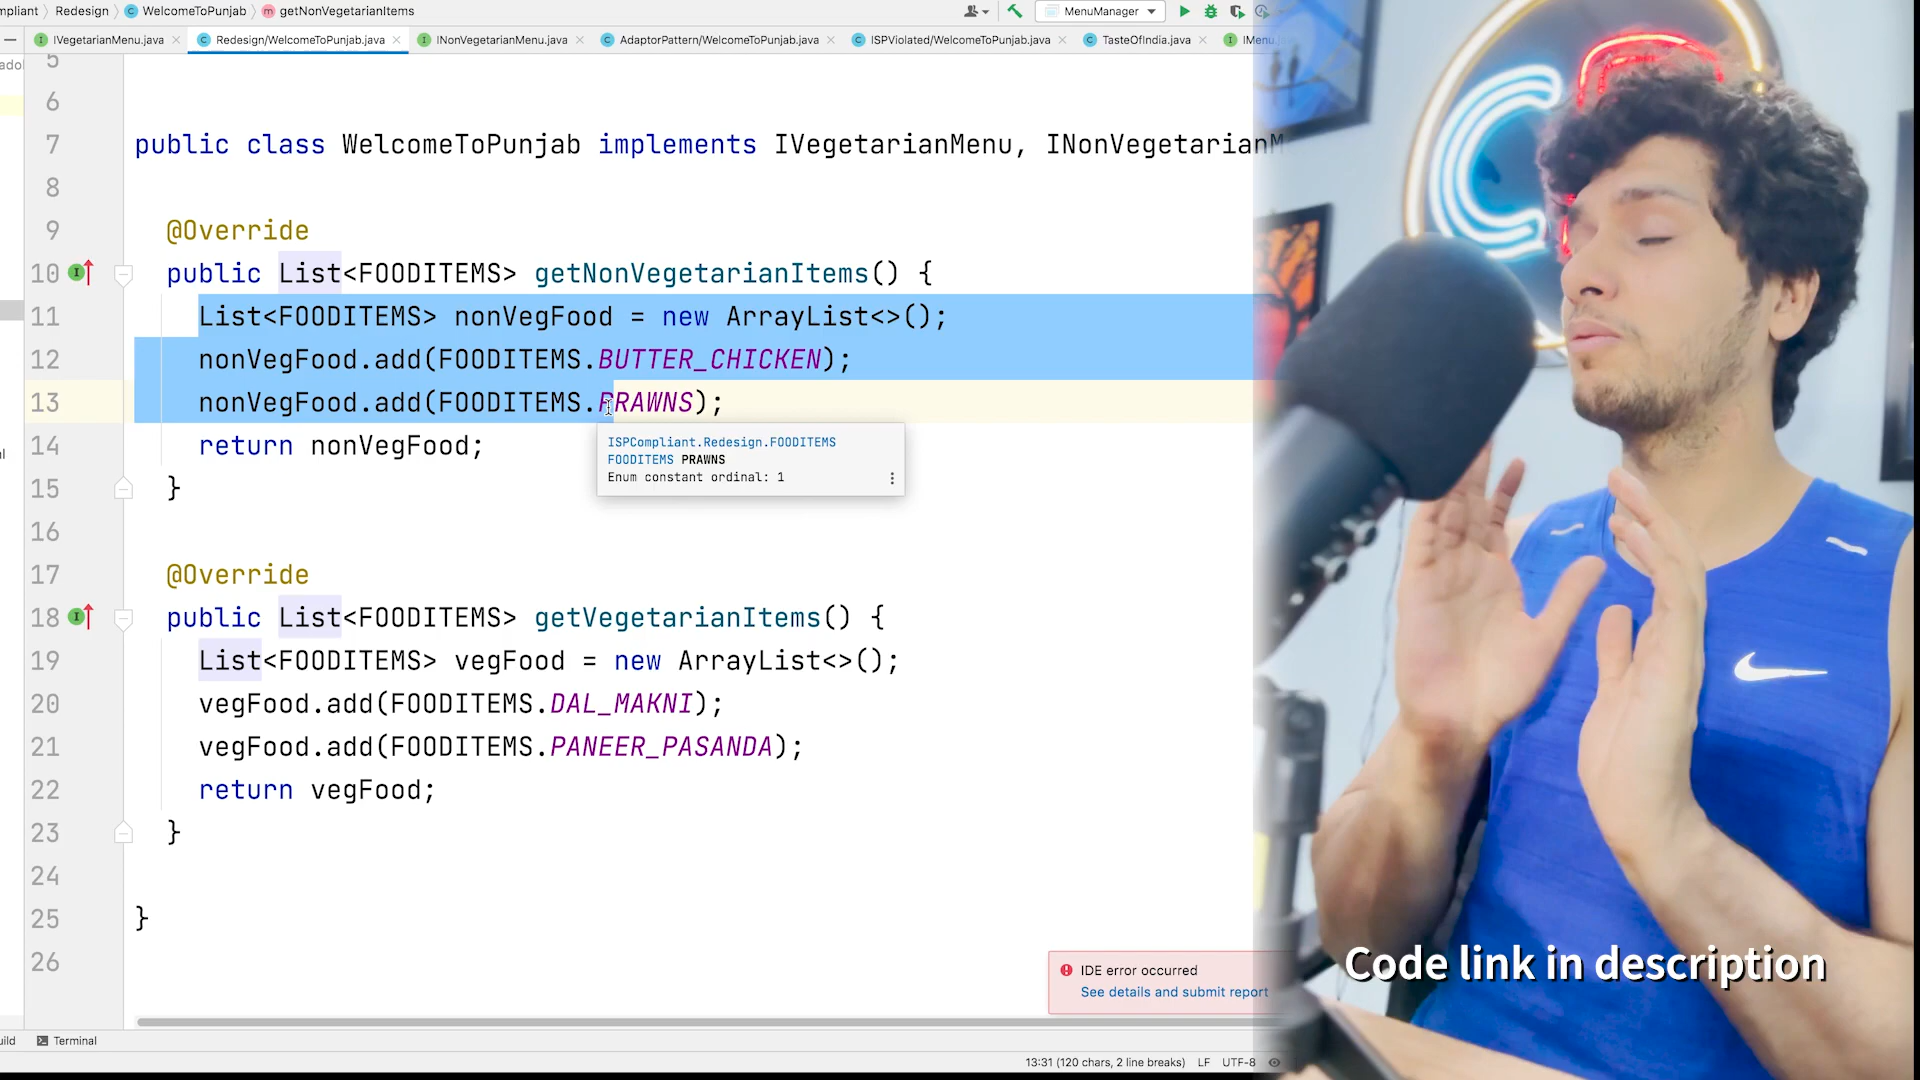 mpliant Redesign WelcomeToPunjab getNonVegetarianItems MenuManager
IVegetarianMenu.java Redesign/WelcomeToPunjab.java INonVegetarianMenu.java AdaptorPattern/WelcomeToPunjab.java ISPViolated/WelcomeToPunjab.java TasteOfIndia.java IMenu.j
5
6
7 public class WelcomeToPunjab implements IVegetarianMenu, INonVegetarianM
8
9 @Override
10 public List<FOODITEMS> getNonVegetarianItems() {
11 List<FOODITEMS> nonVegFood = new ArrayList<>();
12 nonVegFood.add(FOODITEMS.BUTTER_CHICKEN);
13 nonVegFood.add(FOODITEMS.PRAWNS);
14 return nonVegFood;
15 }
16
17 @Override
18 public List<FOODITEMS> getVegetarianItems() {
19 List<FOODITEMS> vegFood = new ArrayList<>();
20 vegFood.add(FOODITEMS.DAL_MAKNI);
21 vegFood.add(FOODITEMS.PANEER_PASANDA);
22 return vegFood;
23 }
24
25 }
26
ISPCompliant.Redesign.FOODITEMS
FOODITEMS PRAWNS
Enum constant ordinal: 1
IDE error occurred
See details and submit report
Code link in description
uild Terminal
13:31 (120 chars, 2 line breaks) LF UTF-8